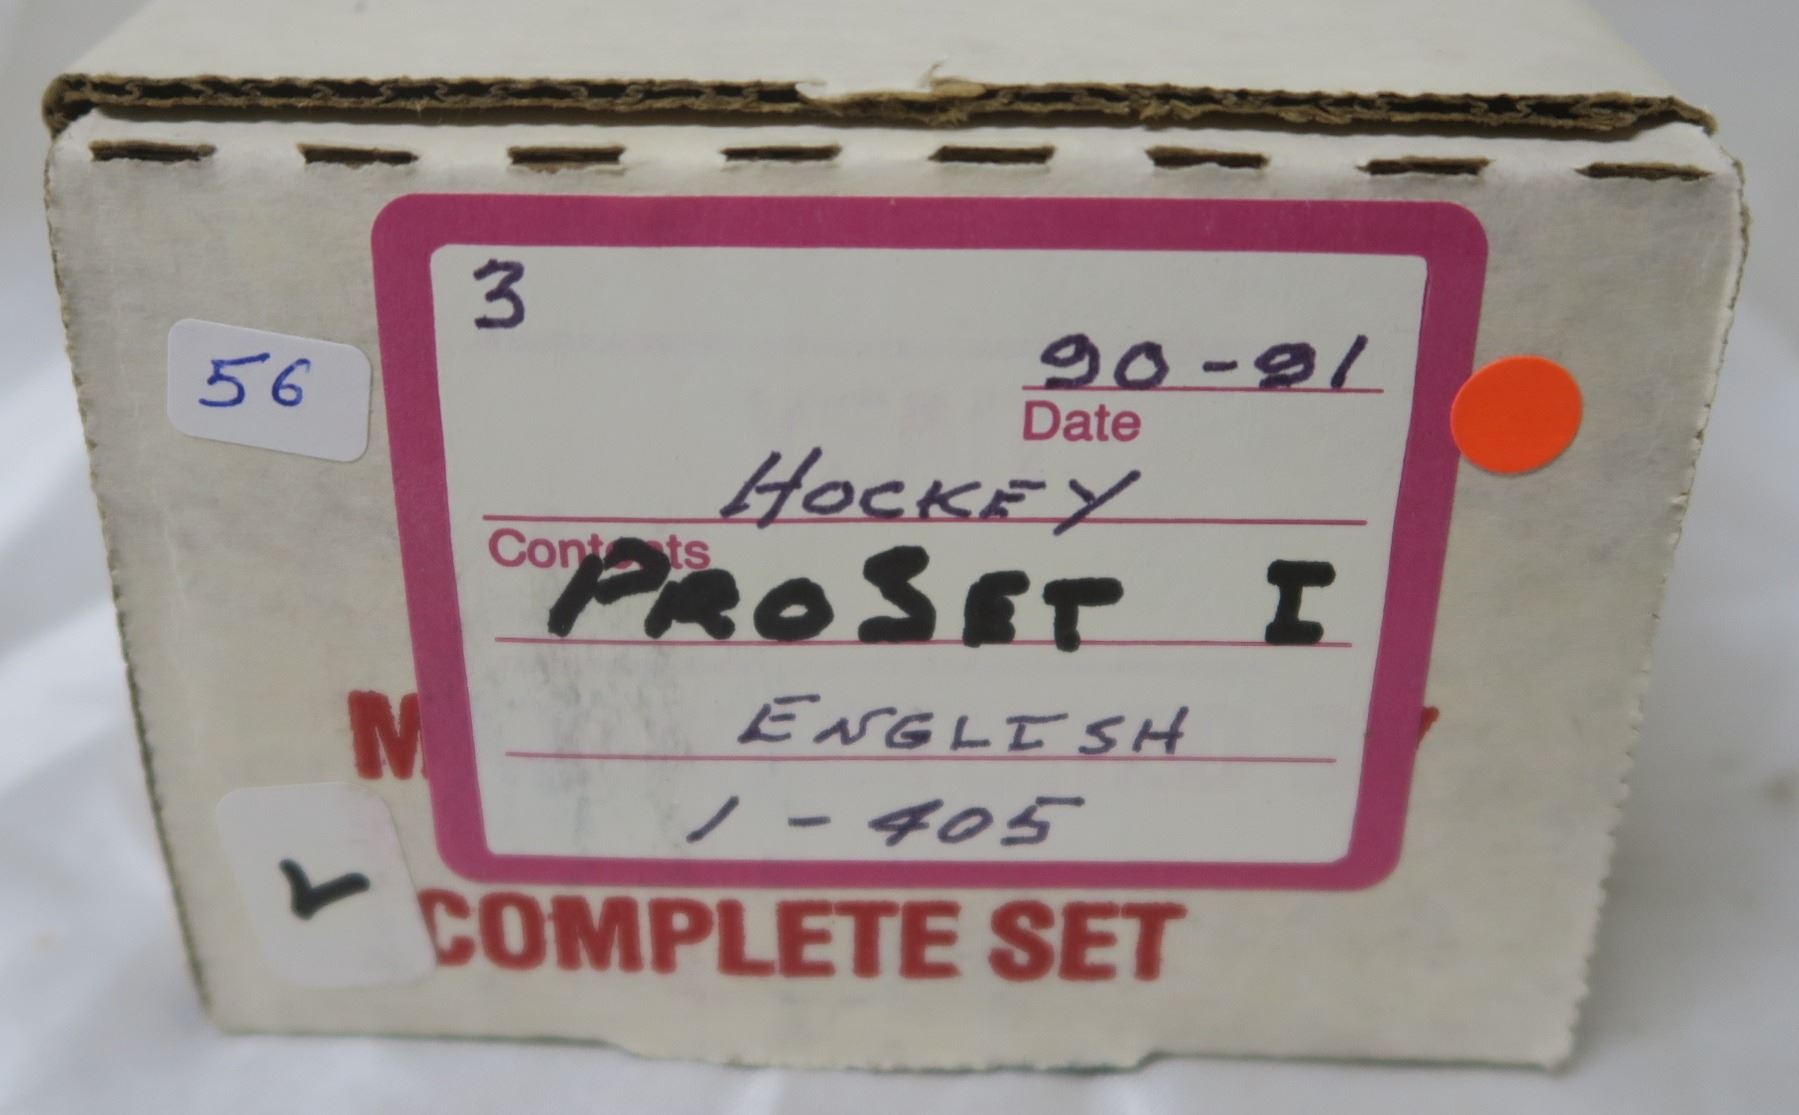 3
56
90-91
Date
HOCKEY
Contents
PROSET I
ENGLISH
1-405
COMPLETE SET